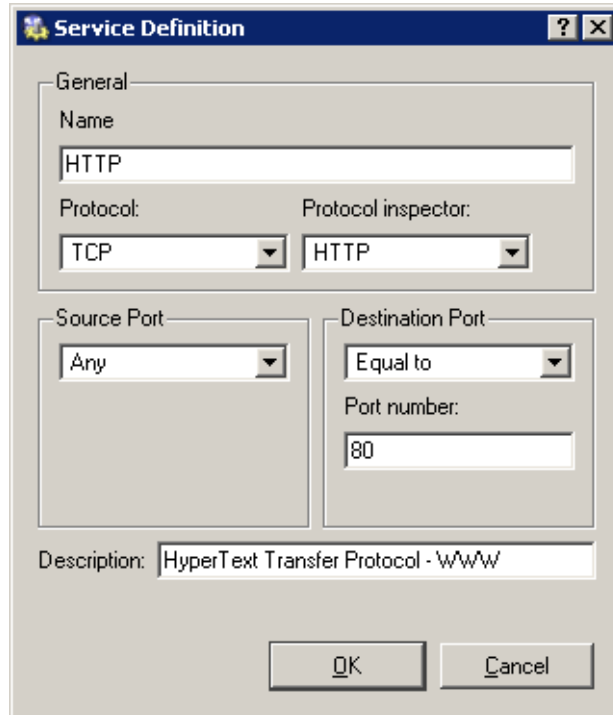 Service Definition
General
Name
HTTP
Protocol: Protocol inspector:
TCP HTTP
Source Port Destination Port
Any Equal to
Port number:
80
Description: HyperText Transfer Protocol - WWW
OK Cancel